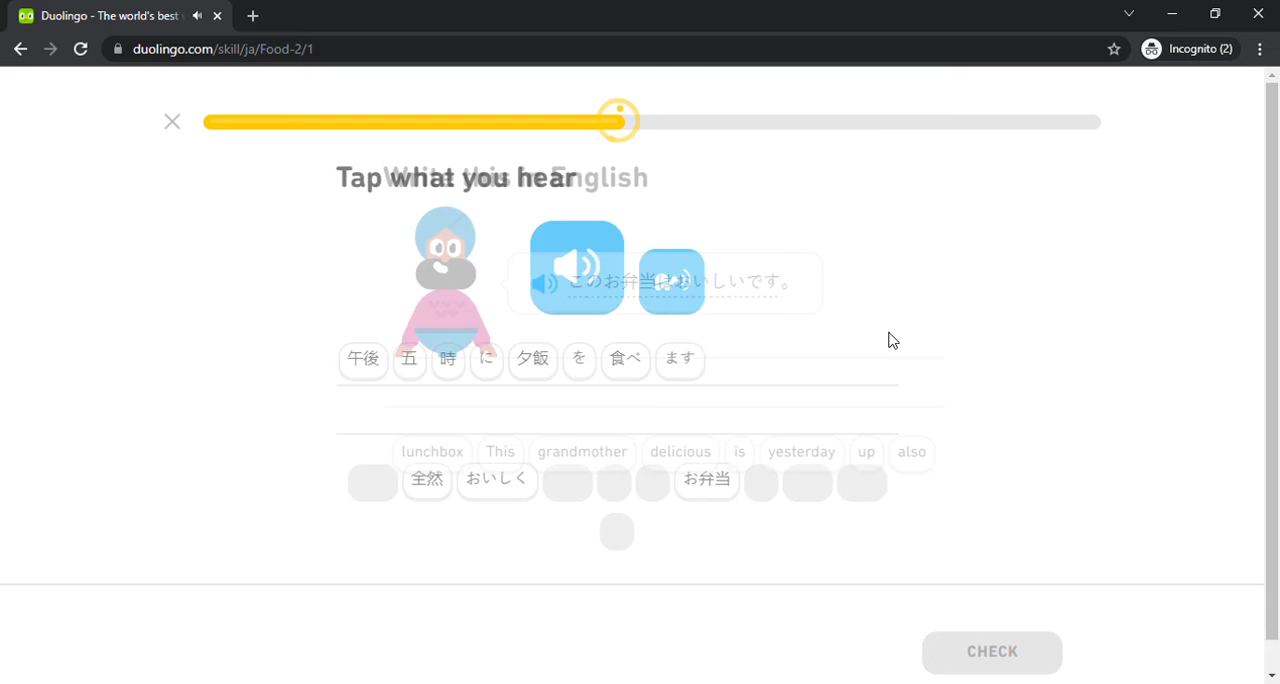 Duolingo - The world's best
duolingo.com/skill/ja/Food-2/1
Incognito (2)
Tap what you hear
Write this in English
このお弁当はおいしいです。
午後 五 時 に 夕飯 を 食べ ます
lunchbox This grandmother delicious is yesterday up also
全然 おいしく お弁当
CHECK